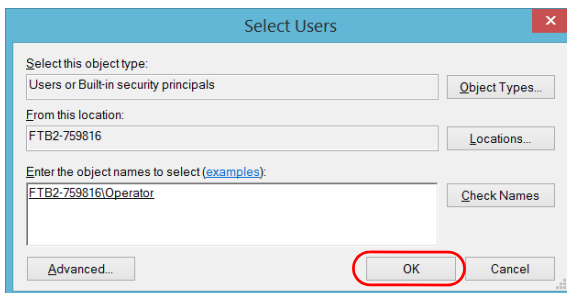 Select Users
Select this object type:
Users or Built-in security principals
Object Types...
From this location:
FTB2-759816
Locations...
Enter the object names to select (examples):
FTB2-759816\Operator
Check Names
Advanced...
OK
Cancel